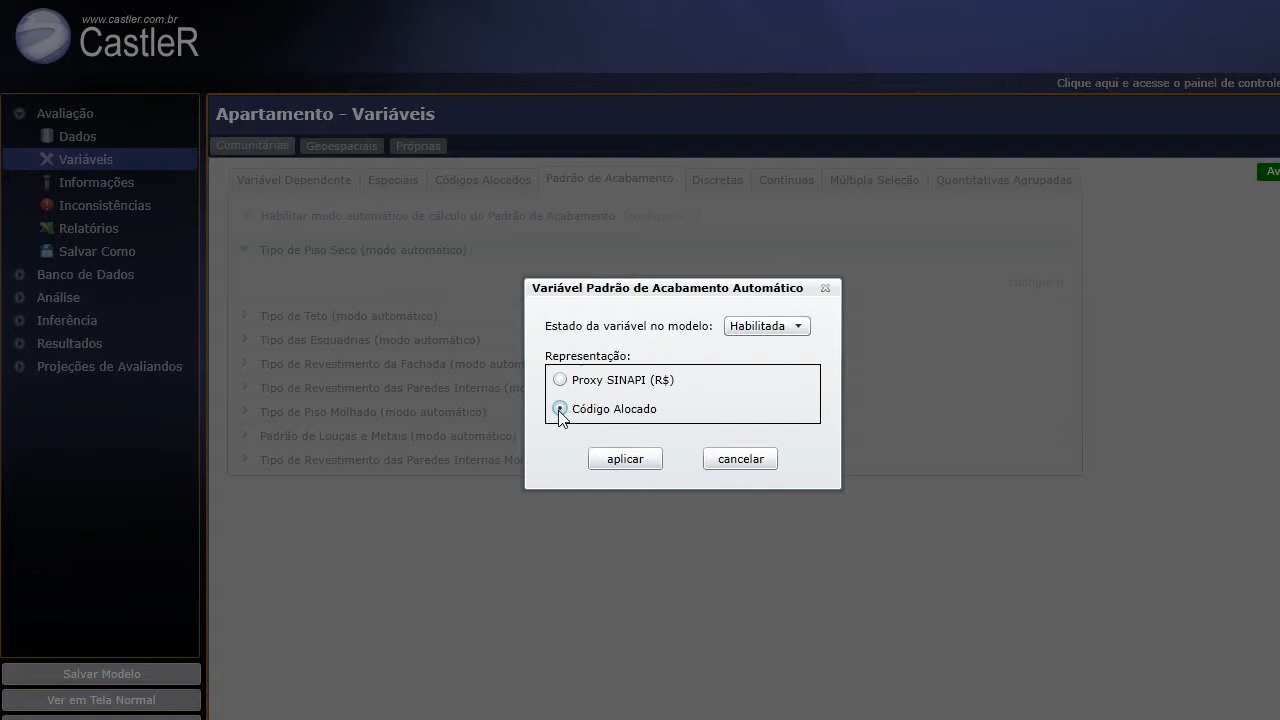 www.castler.com.br
CastleR
Clique aqui e acesse o painel de controle
Avaliação
Dados
Variáveis
Informações
Inconsistências
Relatórios
Salvar Como
Banco de Dados
Análise
Inferência
Resultados
Projeções de Avaliandos
Salvar Modelo
Ver em Tela Normal
Apartamento - Variáveis
Comunitárias Geoespaciais Próprias
Variável Dependente Especiais Códigos Alocados Padrão de Acabamento Discretas Contínuas Múltipla Seleção Quantitativas Agrupadas
Av
Habilitar modo automático de cálculo do Padrão de Acabamento (configurar)
Tipo de Piso Seco (modo automático)
configurar
Tipo de Teto (modo automático)
Tipo das Esquadrias (modo automático)
Tipo de Revestimento da Fachada (modo autom
Tipo de Revestimento das Paredes Internas (m
Tipo de Piso Molhado (modo automático)
Padrão de Louças e Metais (modo automático)
Tipo de Revestimento das Paredes Internas Mo
Variável Padrão de Acabamento Automático
Estado da variável no modelo: Habilitada
Representação:
Proxy SINAPI (R$)
Código Alocado
aplicar cancelar